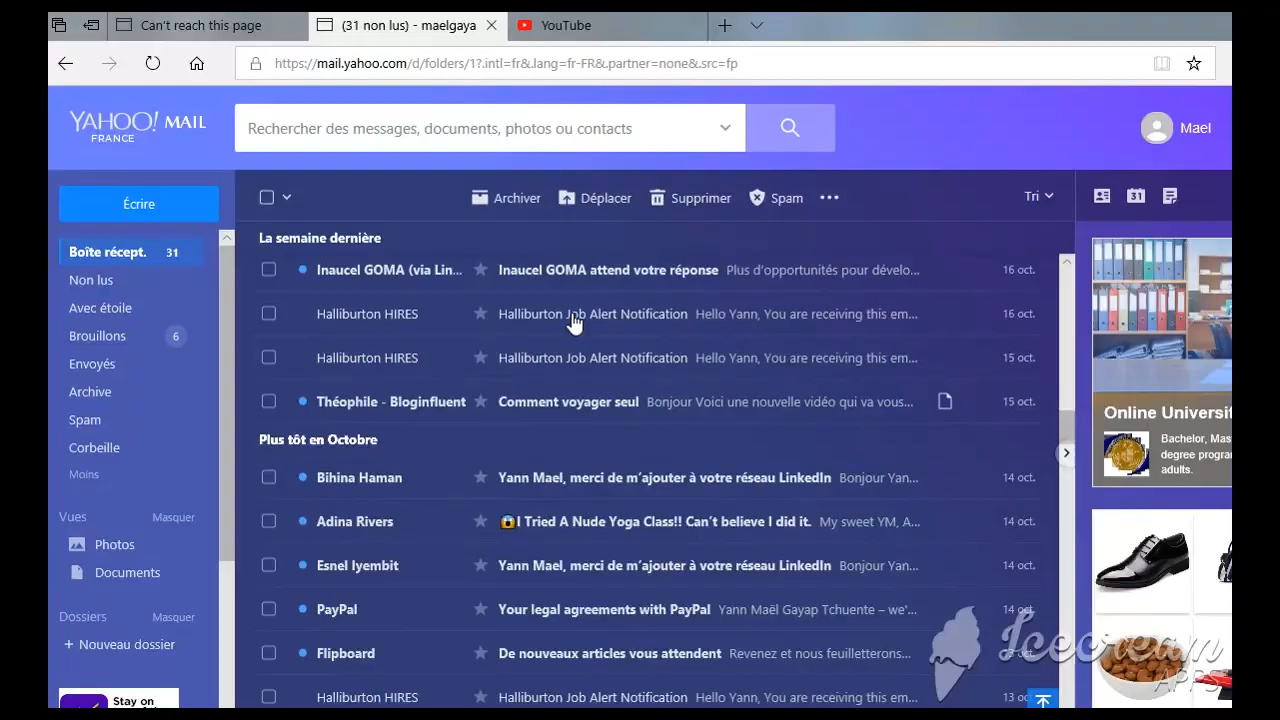 Can't reach this page
(31 non lus) - maelgaya
YouTube
https://mail.yahoo.com/d/folders/1?.intl=fr&.lang=fr-FR&.partner=none&.src=fp
YAHOO! MAIL
FRANCE
Rechercher des messages, documents, photos ou contacts
Mael
Écrire
Archiver
Déplacer
Supprimer
Spam
Tri
31
Boîte récept. 31
Non lus
Avec étoile
Brouillons 6
Envoyés
Archive
Spam
Corbeille
Moins
Vues Masquer
Photos
Documents
Dossiers Masquer
+ Nouveau dossier
Stay on
La semaine dernière
Inaucel GOMA (via Lin... Inaucel GOMA attend votre réponse Plus d'opportunités pour dévelo... 16 oct.
Halliburton HIRES Halliburton Job Alert Notification Hello Yann, You are receiving this em... 16 oct.
Halliburton HIRES Halliburton Job Alert Notification Hello Yann, You are receiving this em... 15 oct.
Théophile - Bloginfluent Comment voyager seul Bonjour Voici une nouvelle vidéo qui va vous... 15 oct.
Plus tôt en Octobre
Bihina Haman Yann Mael, merci de m'ajouter à votre réseau LinkedIn Bonjour Yan... 14 oct.
Adina Rivers 😱I Tried A Nude Yoga Class!! Can't believe I did it. My sweet YM, A... 14 oct.
Esnel Iyembit Yann Mael, merci de m'ajouter à votre réseau LinkedIn Bonjour Yan... 14 oct.
PayPal Your legal agreements with PayPal Yann Maël Gayap Tchuente – we'... 14 oct.
Flipboard De nouveaux articles vous attendent Revenez et nous feuilletterons... 13 oct.
Halliburton HIRES Halliburton Job Alert Notification Hello Yann, You are receiving this em... 13 oct.
Online Universit
Bachelor, Mas
degree progra
adults.
Icecream
APPS